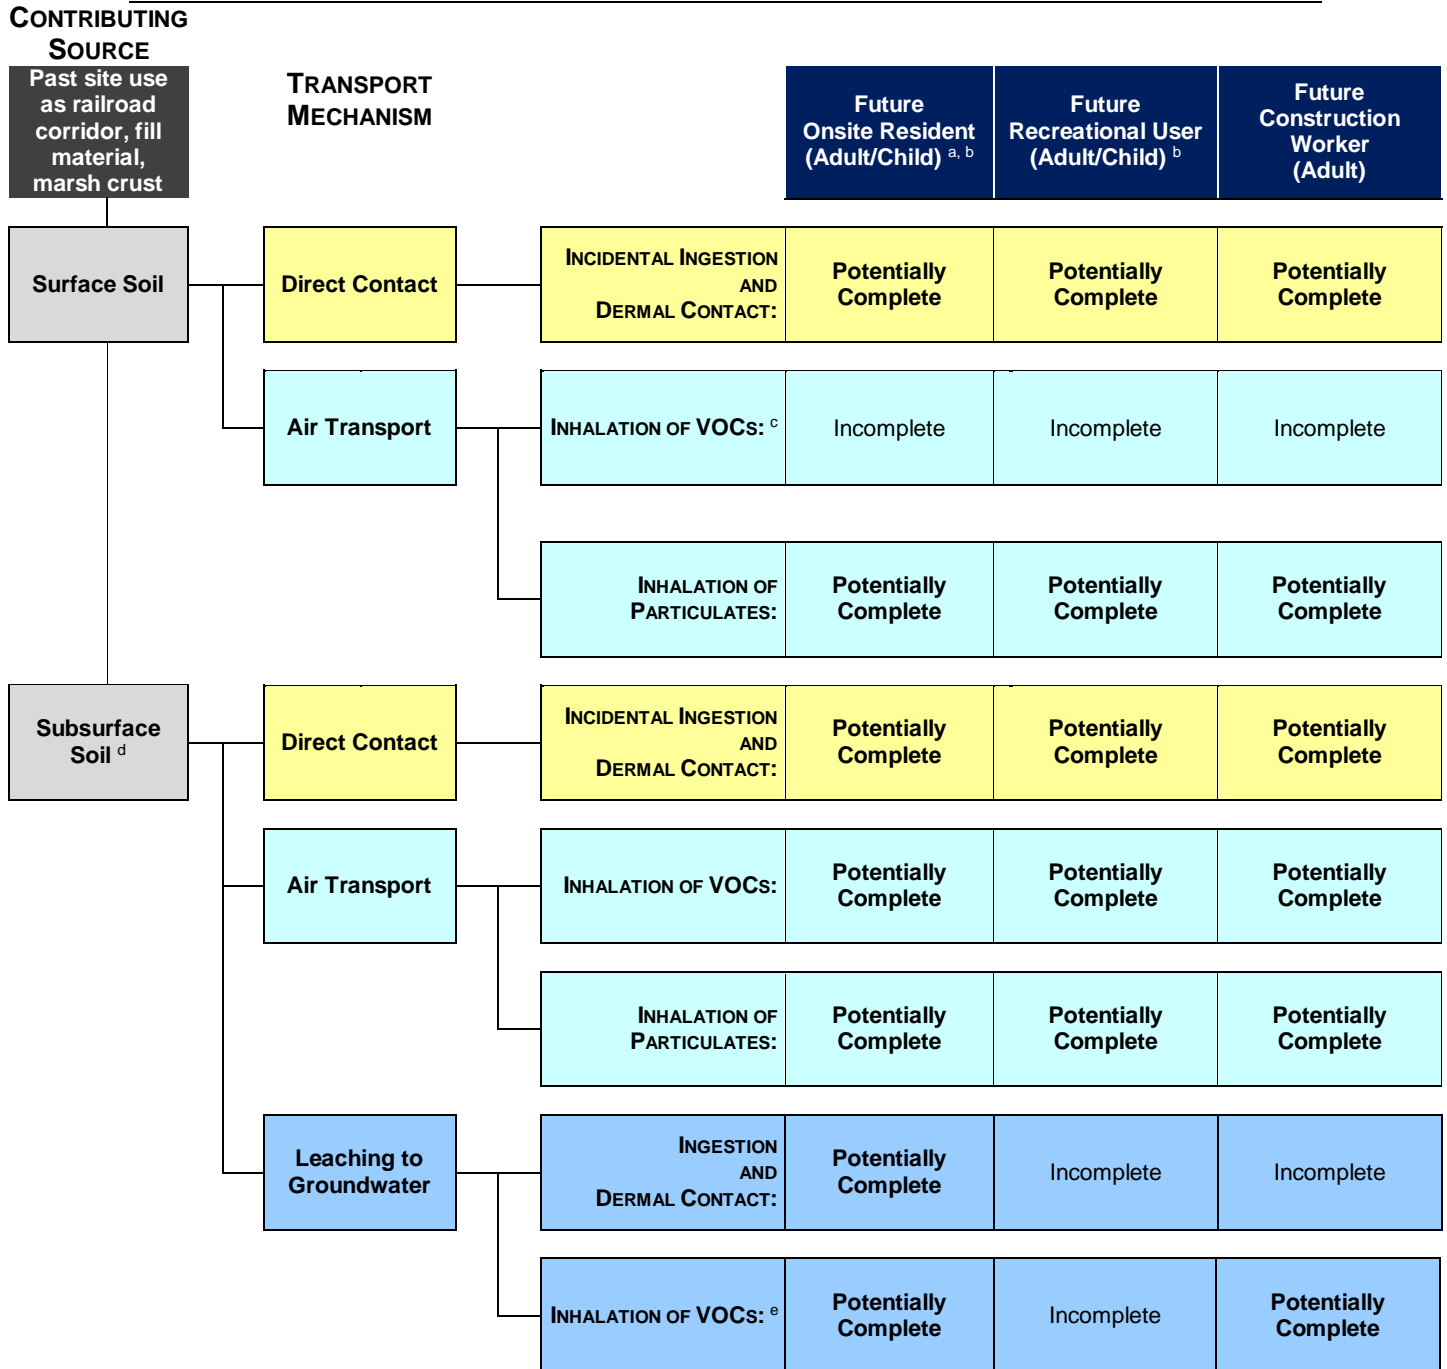 CONTRIBUTING
SOURCE
Past site use
as railroad
corridor, fill
material,
marsh crust
TRANSPORT
MECHANISM
Future
Onsite Resident
(Adult/Child) a, b
Future
Recreational User
(Adult/Child) b
Future
Construction
Worker
(Adult)
Surface Soil
Direct Contact
INCIDENTAL INGESTION
AND
DERMAL CONTACT:
Potentially
Complete
Potentially
Complete
Potentially
Complete
Air Transport
INHALATION OF VOCS: c
Incomplete
Incomplete
Incomplete
INHALATION OF
PARTICULATES:
Potentially
Complete
Potentially
Complete
Potentially
Complete
Subsurface
Soil d
Direct Contact
INCIDENTAL INGESTION
AND
DERMAL CONTACT:
Potentially
Complete
Potentially
Complete
Potentially
Complete
Air Transport
INHALATION OF VOCS:
Potentially
Complete
Potentially
Complete
Potentially
Complete
INHALATION OF
PARTICULATES:
Potentially
Complete
Potentially
Complete
Potentially
Complete
Leaching to
Groundwater
INGESTION
AND
DERMAL CONTACT:
Potentially
Complete
Incomplete
Incomplete
INHALATION OF VOCS: e
Potentially
Complete
Incomplete
Potentially
Complete